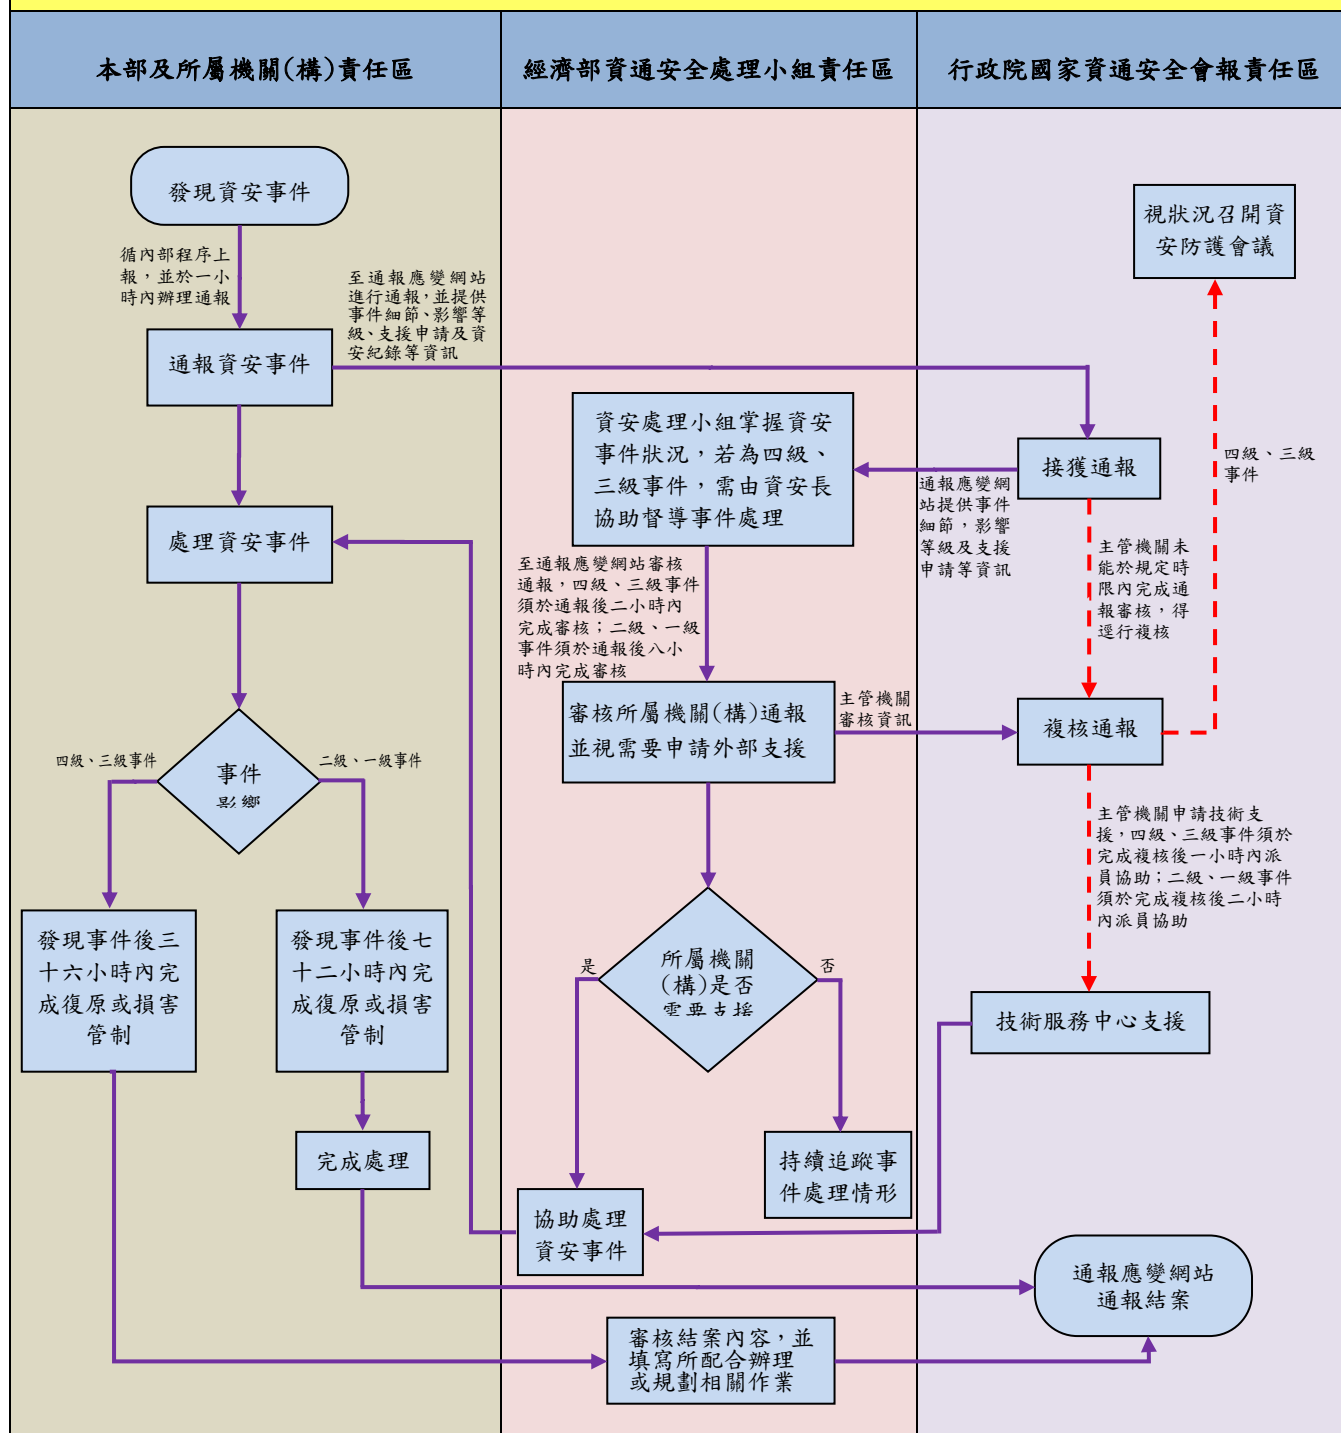 本部及所屬機關(構)責任區
經濟部資通安全處理小組責任區
行政院國家資通安全會報責任區
發現資安事件
循內部程序上
報，並於一小
時內辦理通報
至通報應變網站
進行通報，並提供
事件細節、影響等
級、支援申請及資
安紀錄等資訊
通報資安事件
處理資安事件
四級、三級事件
事件
影響
二級、一級事件
發現事件後三
十六小時內完
成復原或損害
管制
發現事件後七
十二小時內完
成復原或損害
管制
完成處理
資安處理小組掌握資安
事件狀況，若為四級、
三級事件，需由資安長
協助督導事件處理
至通報應變網站審核
通報，四級、三級事件
須於通報後二小時內
完成審核；二級、一級
事件須於通報後八小
時內完成審核
審核所屬機關(構)通報
並視需要申請外部支援
主管機關
審核資訊
是
所屬機關
(構)是否
需要支援
否
持續追蹤事
件處理情形
協助處理
資安事件
審核結案內容，並
填寫所配合辦理
或規劃相關作業
視狀況召開資
安防護會議
接獲通報
通報應變網
站提供事件
細節，影響
等級及支援
申請等資訊
四級、三級
事件
主管機關未
能於規定時
限內完成通
報審核，得
逕行複核
複核通報
主管機關申請技術支
援，四級、三級事件須於
完成複核後一小時內派
員協助；二級、一級事件
須於完成複核後二小時
內派員協助
技術服務中心支援
通報應變網站
通報結案